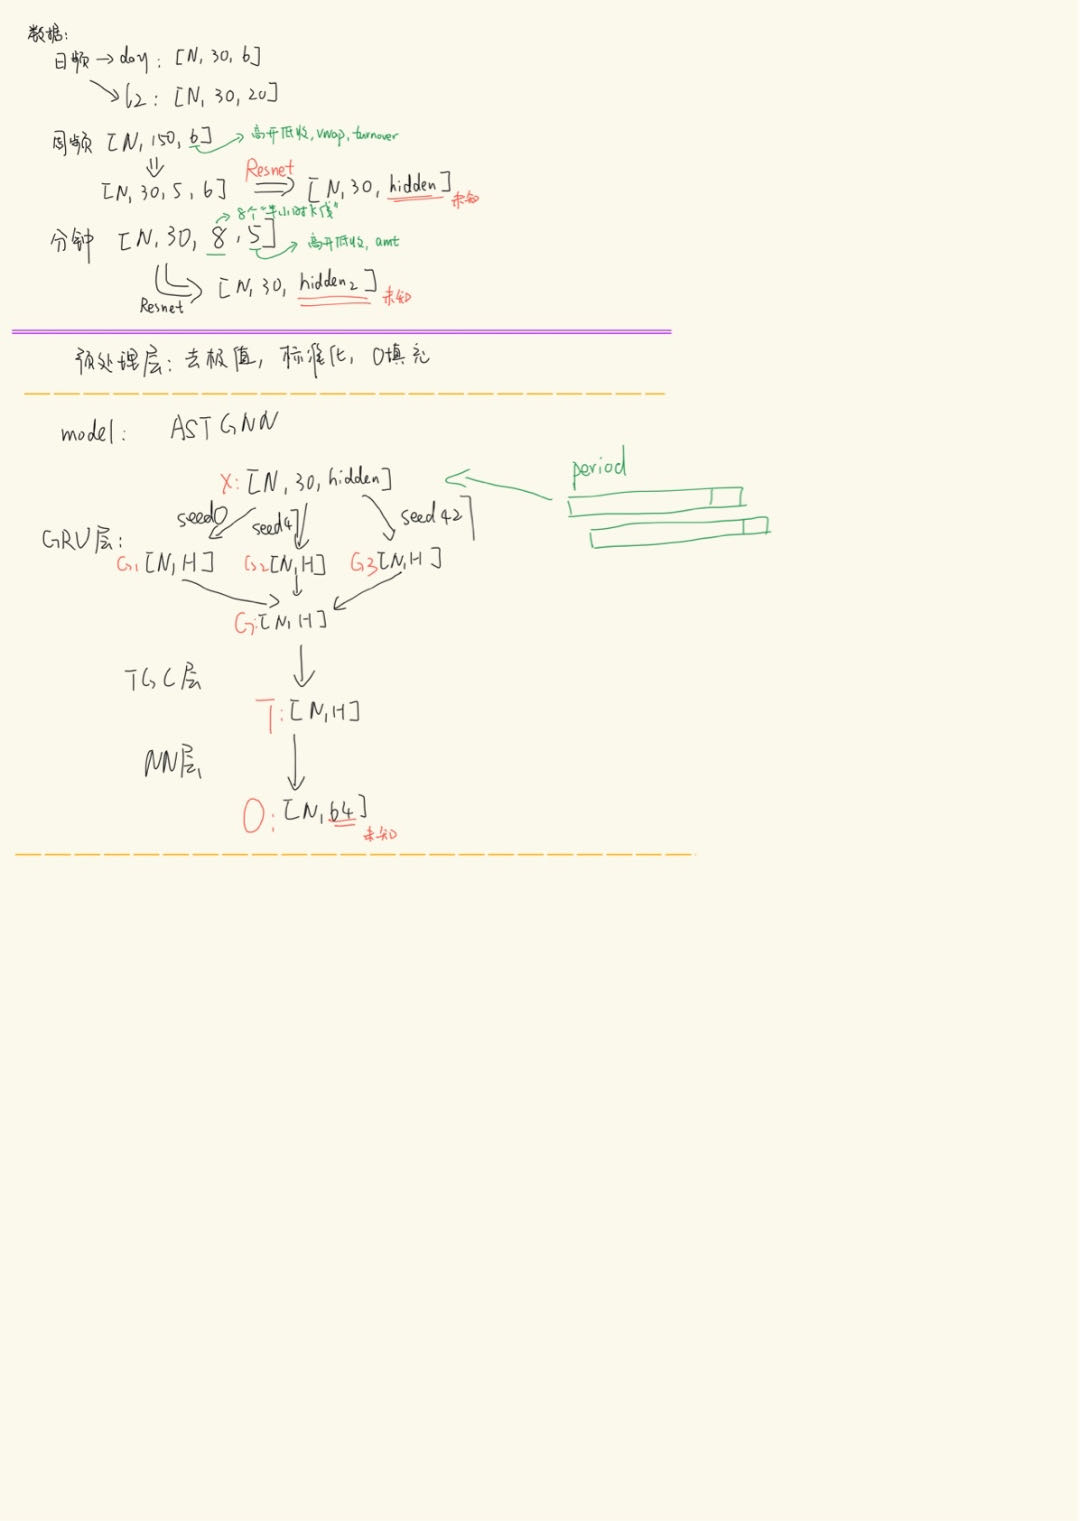 数据:
日频 → day : [N, 30, 6]
l2 : [N, 30, 20]
周频 [N, 150, 6] → 高开低收, vwap, turnover
[N, 30, 5, 6] Resnet ⇒ [N, 30, hidden] 未知
→ 8个"半小时K线"
分钟 [N, 30, 8, 5] → 高开低收, amt
Resnet [N, 30, hidden2] 未知
预处理层: 去极值, 标准化, 0填充
model: ASTGNN
period
X: [N, 30, hidden]
seed0 seed4 seed42
GRU层:
G1 [N, H] G2 [N, H] G3 [N, H]
G: [N, H]
TGC层
T: [N, H]
NN层
O: [N, 64] 未知